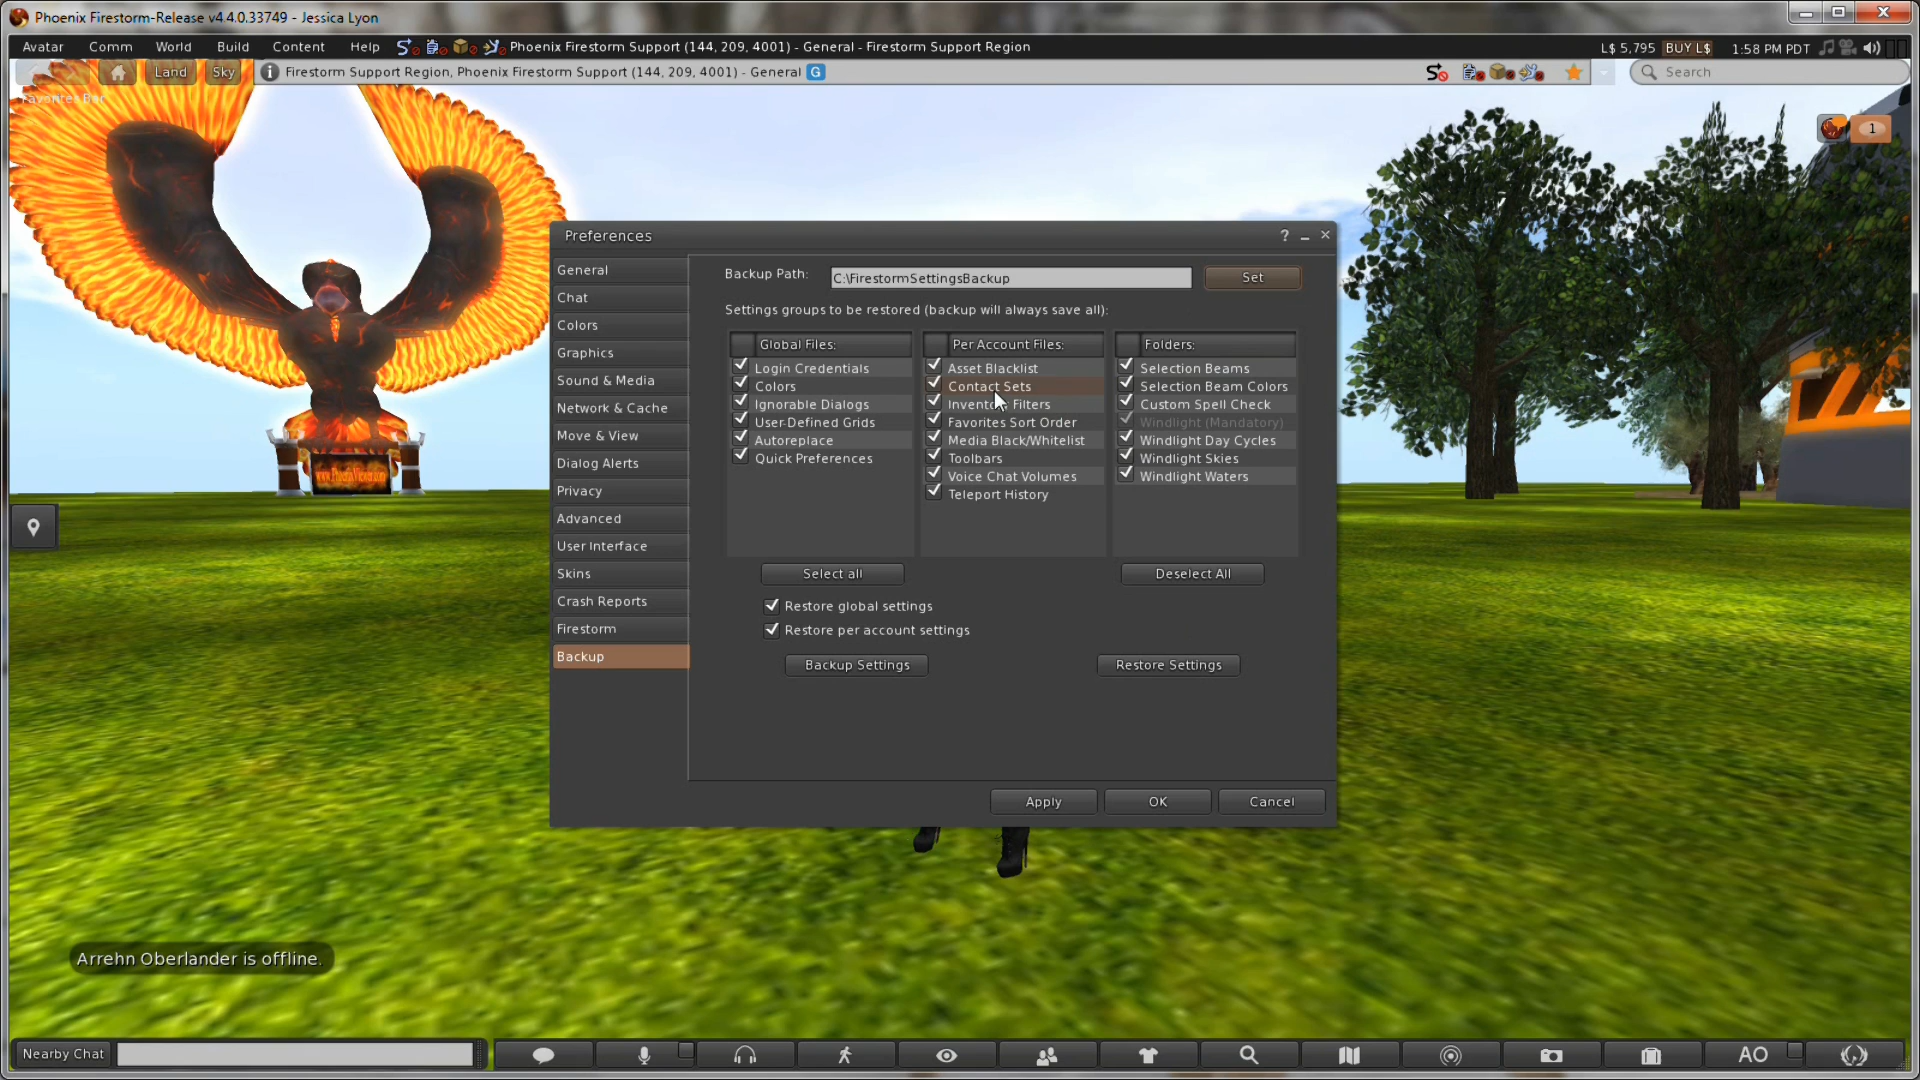 Phoenix Firestorm-Release v4.4.0.33749 - Jessica Lyon
Avatar Comm World Build Content Help Phoenix Firestorm Support (144, 209, 4001) - General - Firestorm Support Region L$ 5,795 BUY L$ 1:58 PM PDT
Land Sky Firestorm Support Region, Phoenix Firestorm Support (144, 209, 4001) - General G Search
Favorites Bar
1
Preferences
General
Chat
Colors
Graphics
Sound & Media
Network & Cache
Move & View
Dialog Alerts
Privacy
Advanced
User Interface
Skins
Crash Reports
Firestorm
Backup
Backup Path: C:\FirestormSettingsBackup Set
Settings groups to be restored (backup will always save all):
Global Files:
Login Credentials
Colors
Ignorable Dialogs
User-Defined Grids
Autoreplace
Quick Preferences
Per Account Files:
Asset Blacklist
Contact Sets
Inventory Filters
Favorites Sort Order
Media Black/Whitelist
Toolbars
Voice Chat Volumes
Teleport History
Folders:
Selection Beams
Selection Beam Colors
Custom Spell Check
Windlight (Mandatory)
Windlight Day Cycles
Windlight Skies
Windlight Waters
Select all Deselect All
Restore global settings
Restore per account settings
Backup Settings Restore Settings
Apply OK Cancel
www.PhoenixViewer.com
Arrehn Oberlander is offline.
Nearby Chat AO